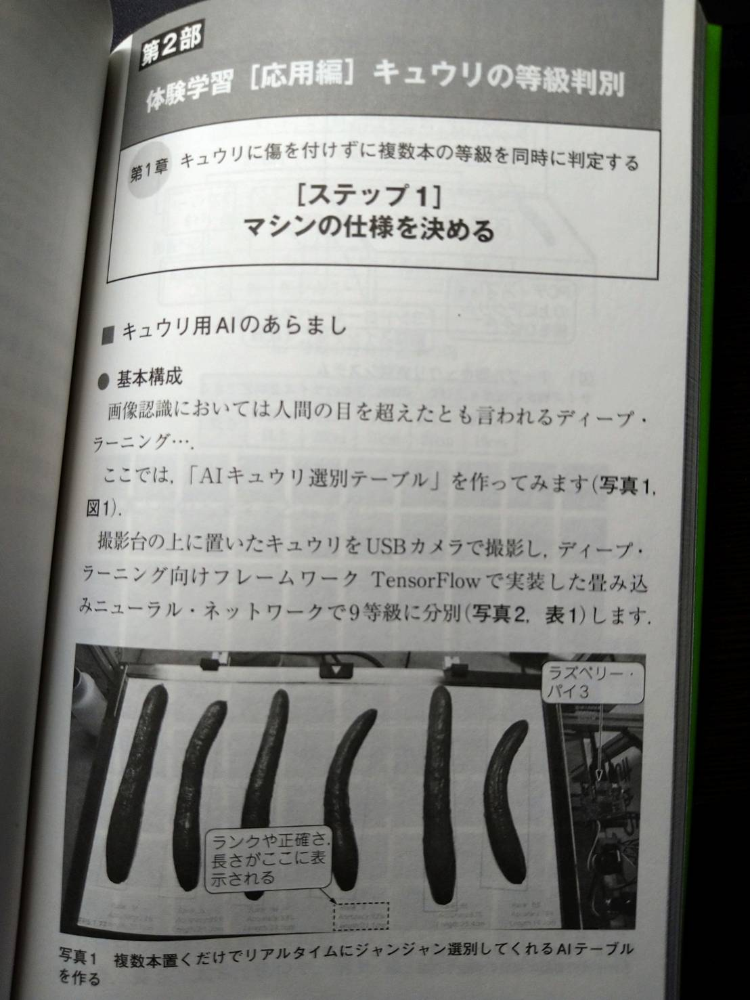 第2部
体験学習［応用編］キュウリの等級判別
第1章 キュウリに傷を付けずに複数本の等級を同時に判定する
［ステップ1］
マシンの仕様を決める
■ キュウリ用AIのあらまし
● 基本構成
画像認識においては人間の目を超えたとも言われるディープ・
ラーニング….
ここでは,「AIキュウリ選別テーブル」を作ってみます(写真1,
図1).
撮影台の上に置いたキュウリをUSBカメラで撮影し, ディープ・
ラーニング向けフレームワーク TensorFlowで実装した畳み込
みニューラル・ネットワークで9等級に分別(写真2, 表1)します.
ラズベリー・
パイ3
ランクや正確さ,
長さがここに表
示される
写真1 複数本置くだけでリアルタイムにジャンジャン選別してくれるAIテーブル
を作る